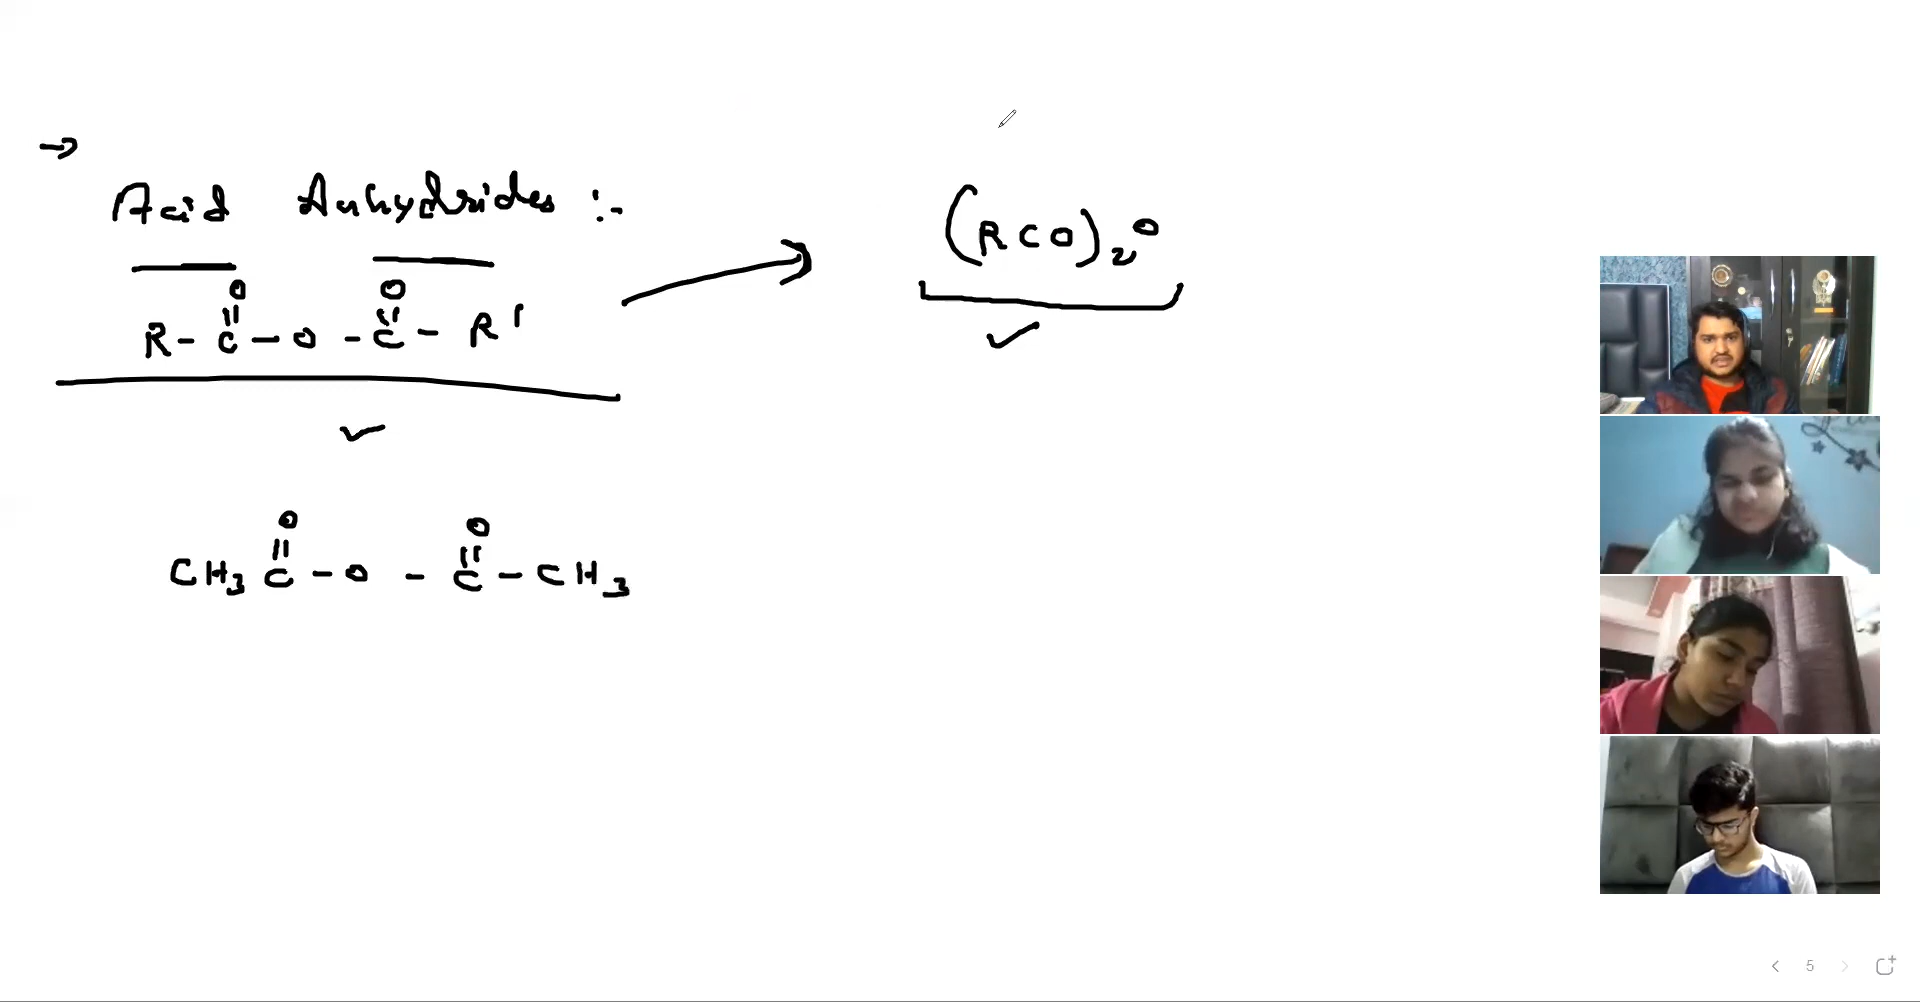 →
Acid Anhydrides :-
O O
|| ||
R - C - O - C - R'
(RCO)₂O
O O
|| ||
CH₃ C - O - C - CH₃
5